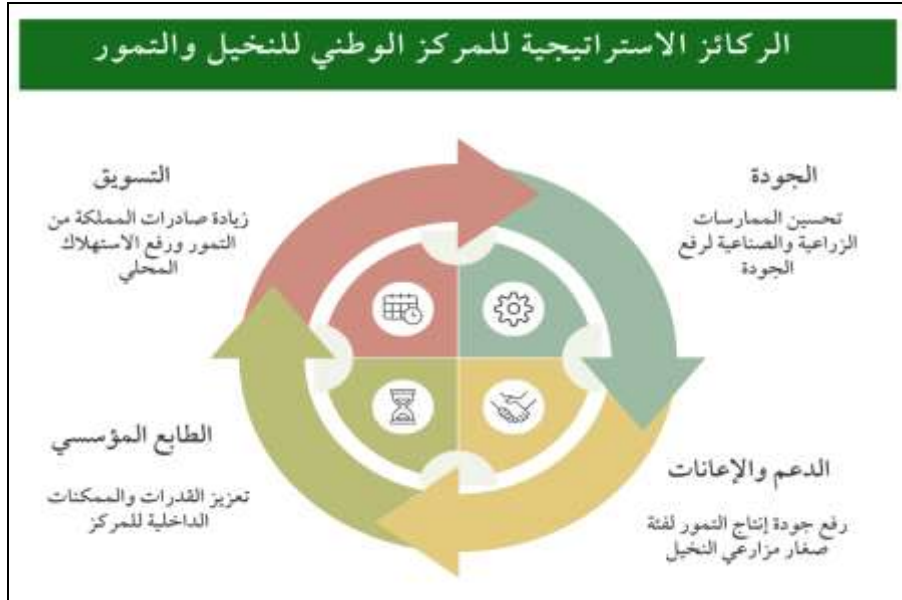 الركائز الاستراتيجية للمركز الوطني للنخيل والتمور
الجودة
تحسين الممارسات
الزراعية والصناعية لرفع
الجودة
التسويق
زيادة صادرات المملكة من
التمور ورفع الاستهلاك
المحلي
الدعم والإعانات
رفع جودة إنتاج التمور لفئة
صغار مزارعي النخيل
الطابع المؤسسي
تعزيز القدرات والممكنات
الداخلية للمركز